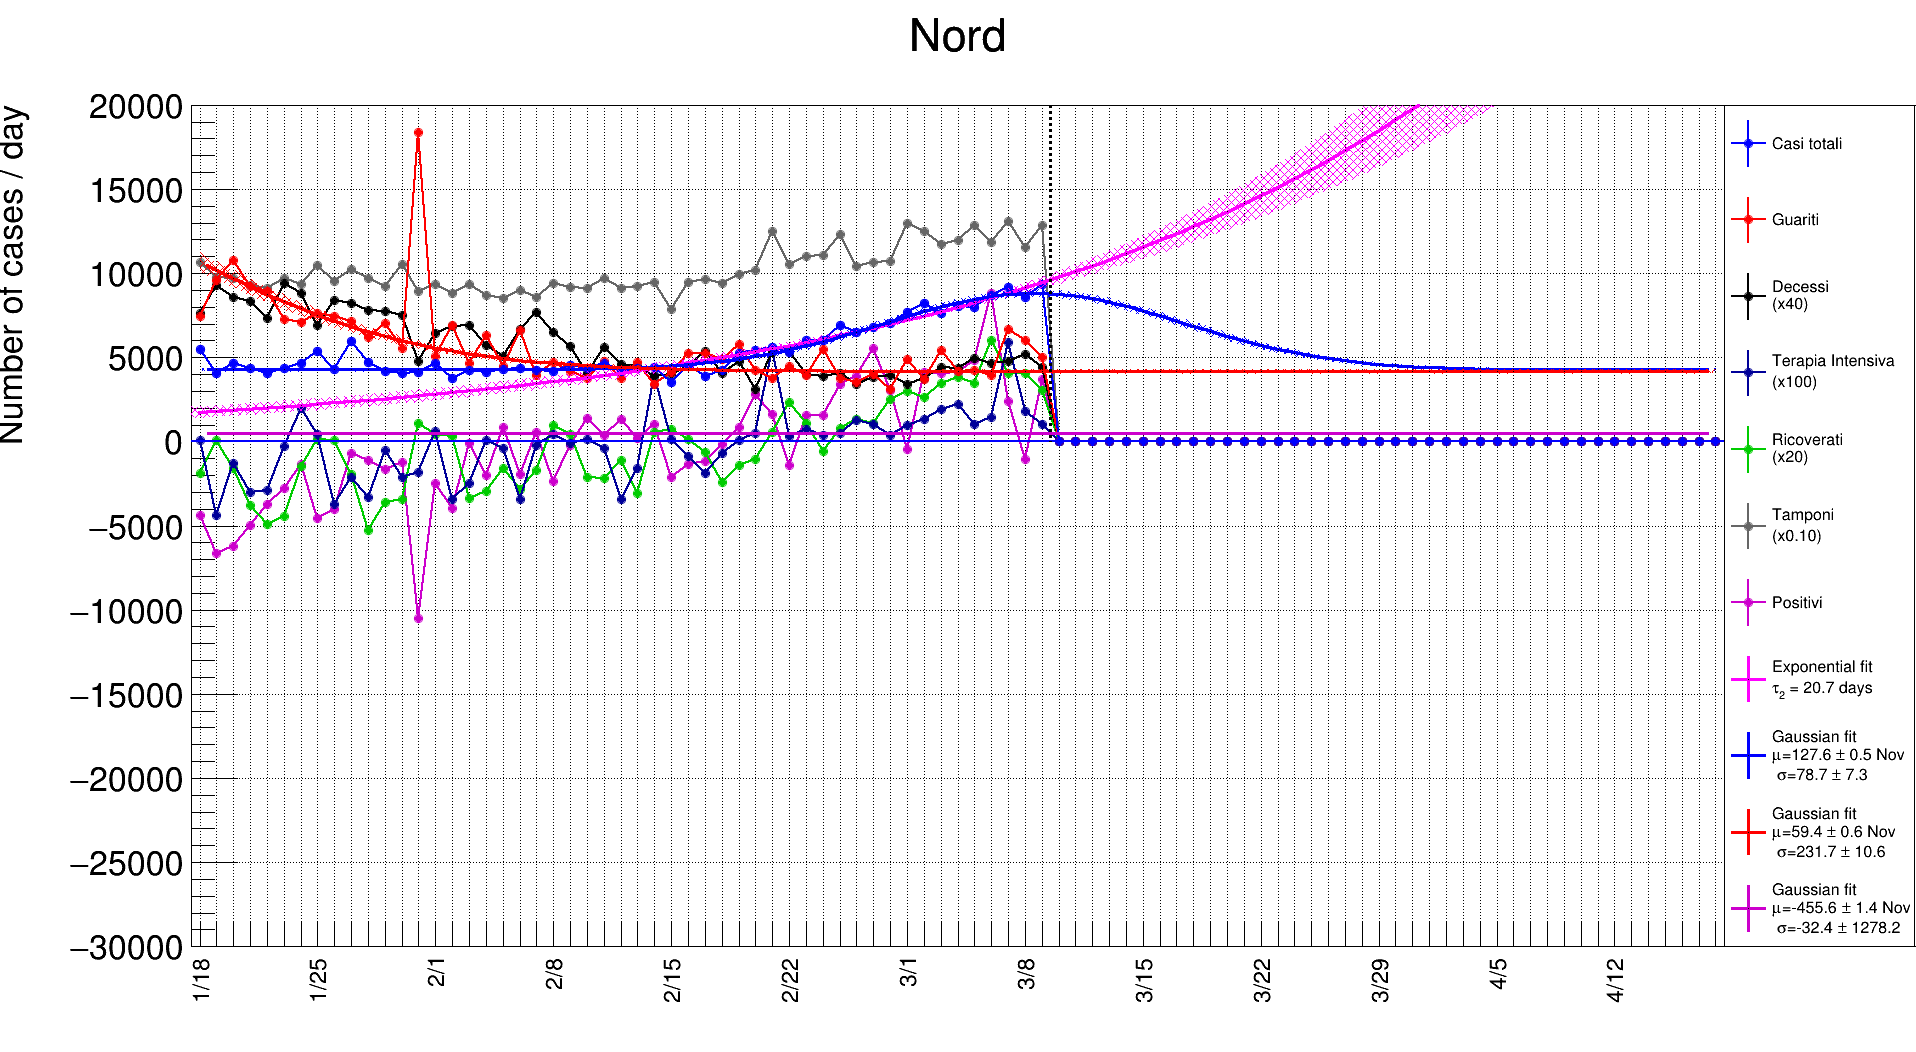 Nord
Number of cases / day
20000
15000
10000
5000
0
−5000
−10000
−15000
−20000
−25000
−30000
1/18
1/25
2/1
2/8
2/15
2/22
3/1
3/8
3/15
3/22
3/29
4/5
4/12
Casi totali
Guariti
Decessi
(x40)
Terapia Intensiva
(x100)
Ricoverati
(x20)
Tamponi
(x0.10)
Positivi
Exponential fit
τ2 = 20.7 days
Gaussian fit
μ=127.6 ± 0.5 Nov
σ=78.7 ± 7.3
Gaussian fit
μ=59.4 ± 0.6 Nov
σ=231.7 ± 10.6
Gaussian fit
μ=-455.6 ± 1.4 Nov
σ=-32.4 ± 1278.2